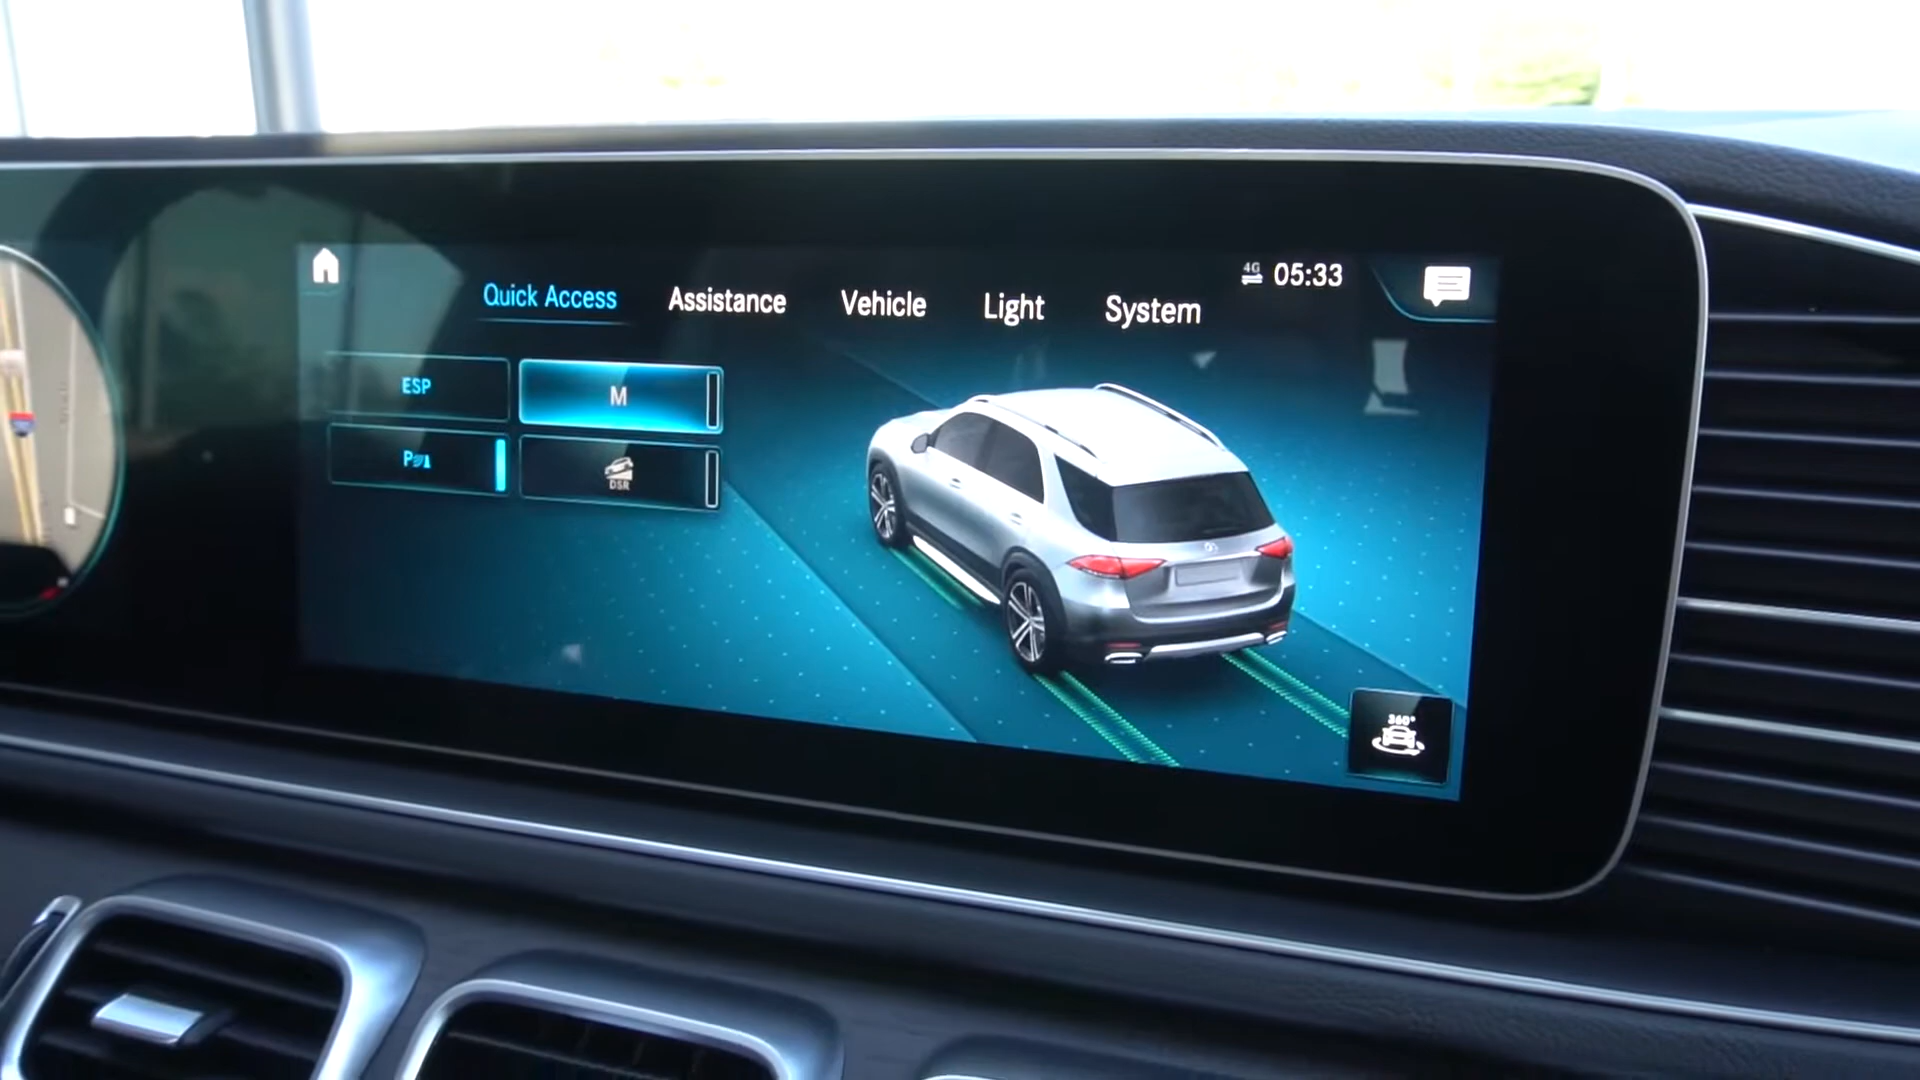 4G 05:33
Quick Access Assistance Vehicle Light System
ESP M
P DSR
360°